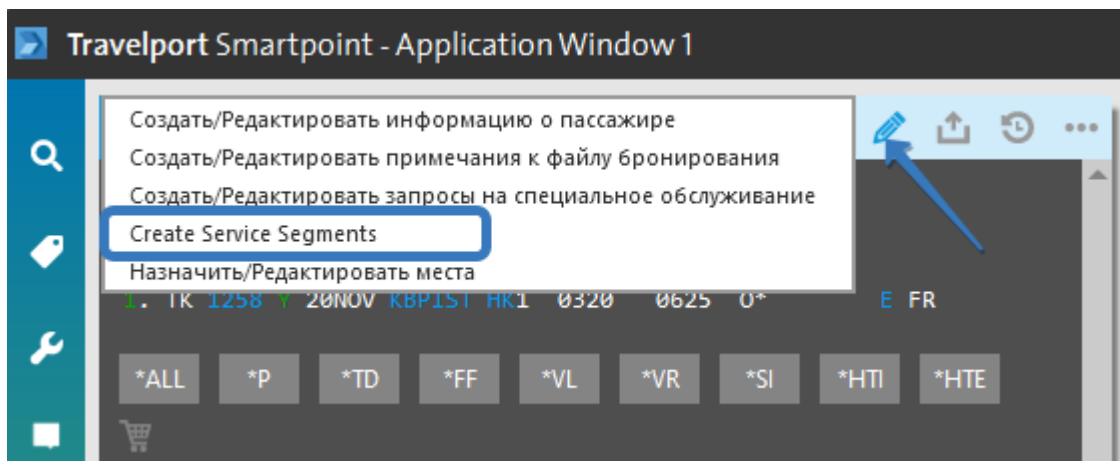 Travelport Smartpoint - Application Window 1
Создать/Редактировать информацию о пассажире
Создать/Редактировать примечания к файлу бронирования
Создать/Редактировать запросы на специальное обслуживание
Create Service Segments
Назначить/Редактировать места
1. TK 1258 Y 20NOV KBPIST HK1 0320 0625 O* E FR
*ALL *P *TD *FF *VL *VR *SI *HTI *HTE